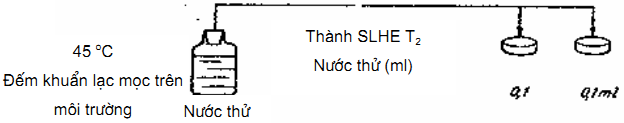 45 ºC
Đếm khuẩn lạc mọc trên
môi trường
Nước thử
Thành SLHE T2
Nước thử (ml)
0,1
0,1ml